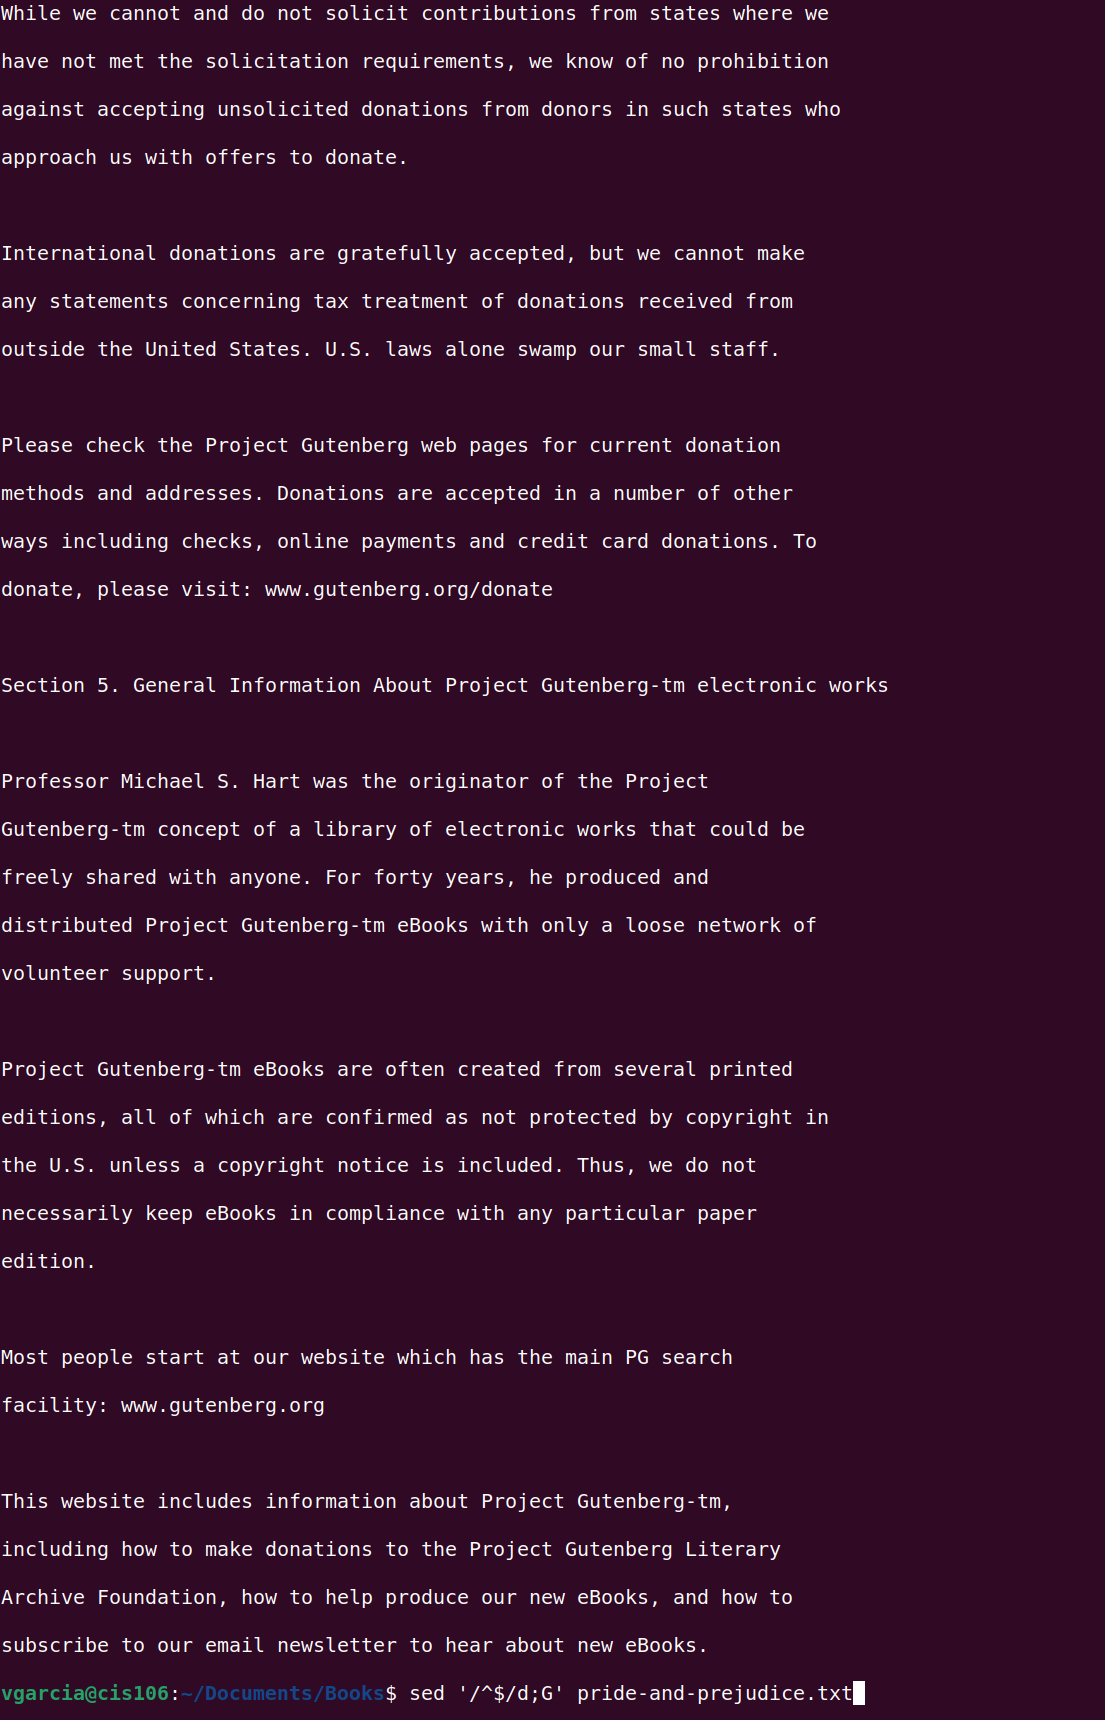 While we cannot and do not solicit contributions from states where we
have not met the solicitation requirements, we know of no prohibition
against accepting unsolicited donations from donors in such states who
approach us with offers to donate.
International donations are gratefully accepted, but we cannot make
any statements concerning tax treatment of donations received from
outside the United States. U.S. laws alone swamp our small staff.
Please check the Project Gutenberg web pages for current donation
methods and addresses. Donations are accepted in a number of other
ways including checks, online payments and credit card donations. To
donate, please visit: www.gutenberg.org/donate
Section 5. General Information About Project Gutenberg-tm electronic works
Professor Michael S. Hart was the originator of the Project
Gutenberg-tm concept of a library of electronic works that could be
freely shared with anyone. For forty years, he produced and
distributed Project Gutenberg-tm eBooks with only a loose network of
volunteer support.
Project Gutenberg-tm eBooks are often created from several printed
editions, all of which are confirmed as not protected by copyright in
the U.S. unless a copyright notice is included. Thus, we do not
necessarily keep eBooks in compliance with any particular paper
edition.
Most people start at our website which has the main PG search
facility: www.gutenberg.org
This website includes information about Project Gutenberg-tm,
including how to make donations to the Project Gutenberg Literary
Archive Foundation, how to help produce our new eBooks, and how to
subscribe to our email newsletter to hear about new eBooks.
vgarcia@cis106:~/Documents/Books$ sed '/^$/d;G' pride-and-prejudice.txt